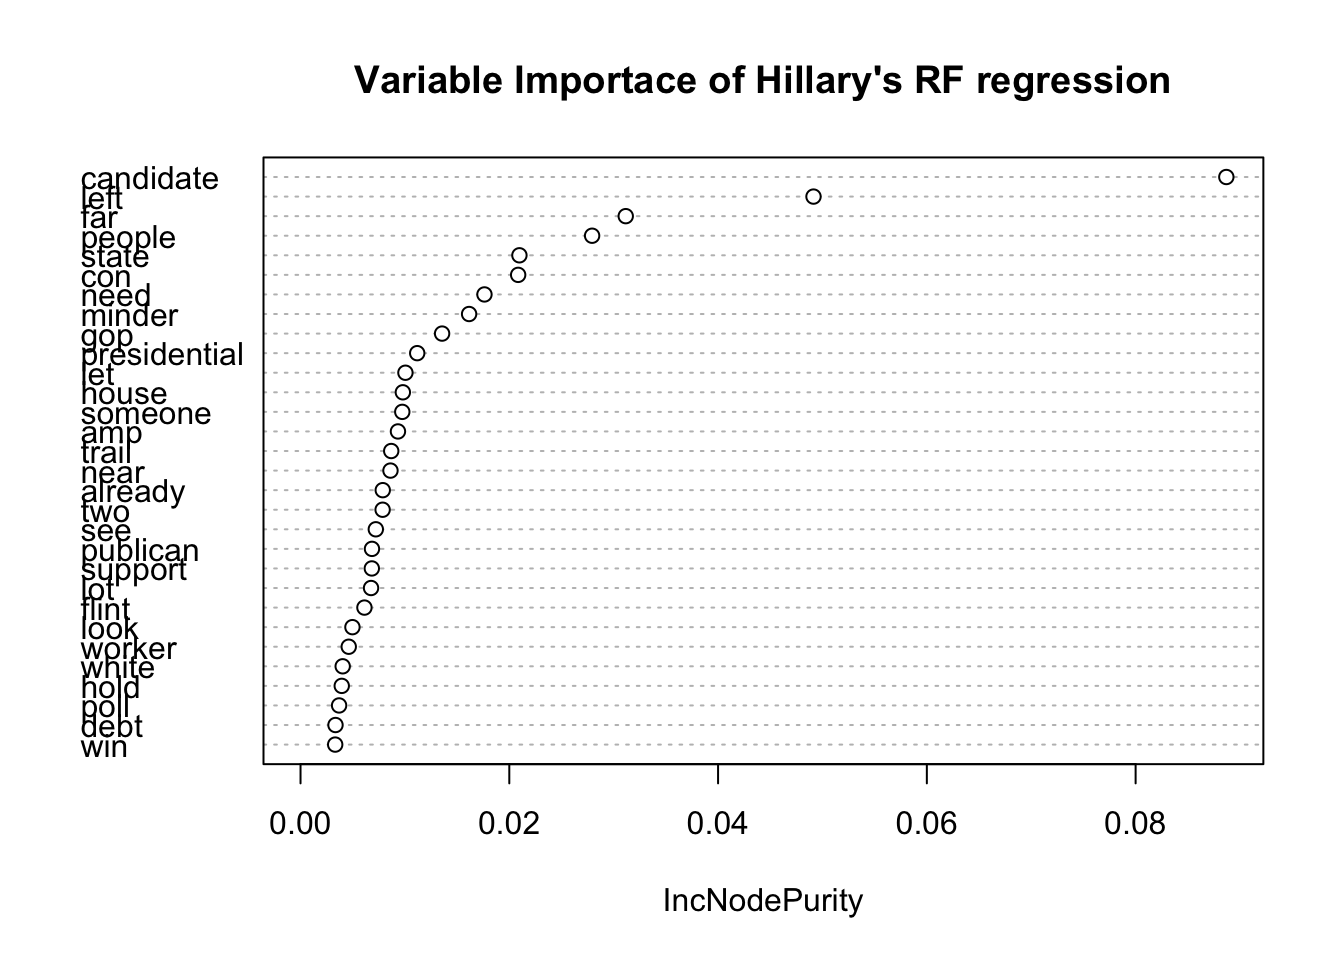 Variable Importace of Hillary's RF regression
candidate
left
far
people
state
con
need
minder
gop
presidential
let
house
someone
amp
trail
near
already
two
see
publican
support
lot
flint
look
worker
white
hold
poll
debt
win
0.00 0.02 0.04 0.06 0.08
IncNodePurity